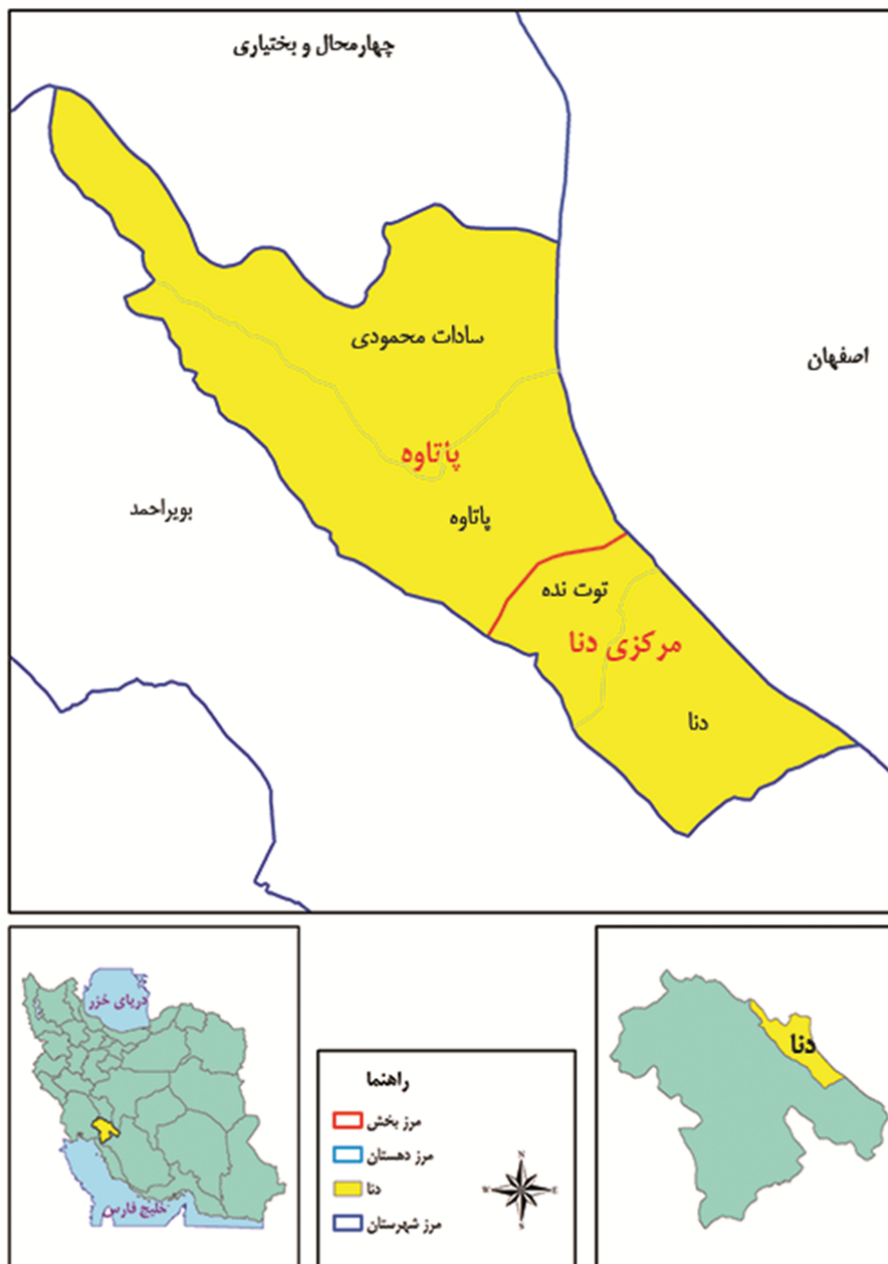 چهارمحال و بختیاری
سادات محمودی
اصفهان
پاتاوه
پاتاوه
بویراحمد
توت نده
مرکزی دنا
دنا
دریای خزر
خلیج فارس
راهنما
مرز بخش
مرز دهستان
دنا
مرز شهرستان
N
W
E
S
دنا